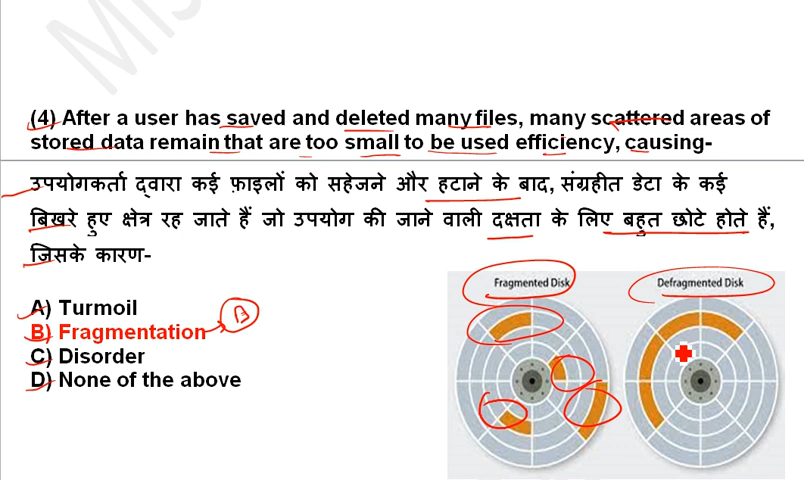 Mis
(4) After a user has saved and deleted many files, many scattered areas of
stored data remain that are too small to be used efficiency, causing-
उपयोगकर्ता द्वारा कई फ़ाइलों को सहेजने और हटाने के बाद, संग्रहीत डेटा के कई
बिखरे हुए क्षेत्र रह जाते हैं जो उपयोग की जाने वाली दक्षता के लिए बहुत छोटे होते हैं,
जिसके कारण-
A) Turmoil
B) Fragmentation
B
C) Disorder
D) None of the above
Fragmented Disk
Defragmented Disk